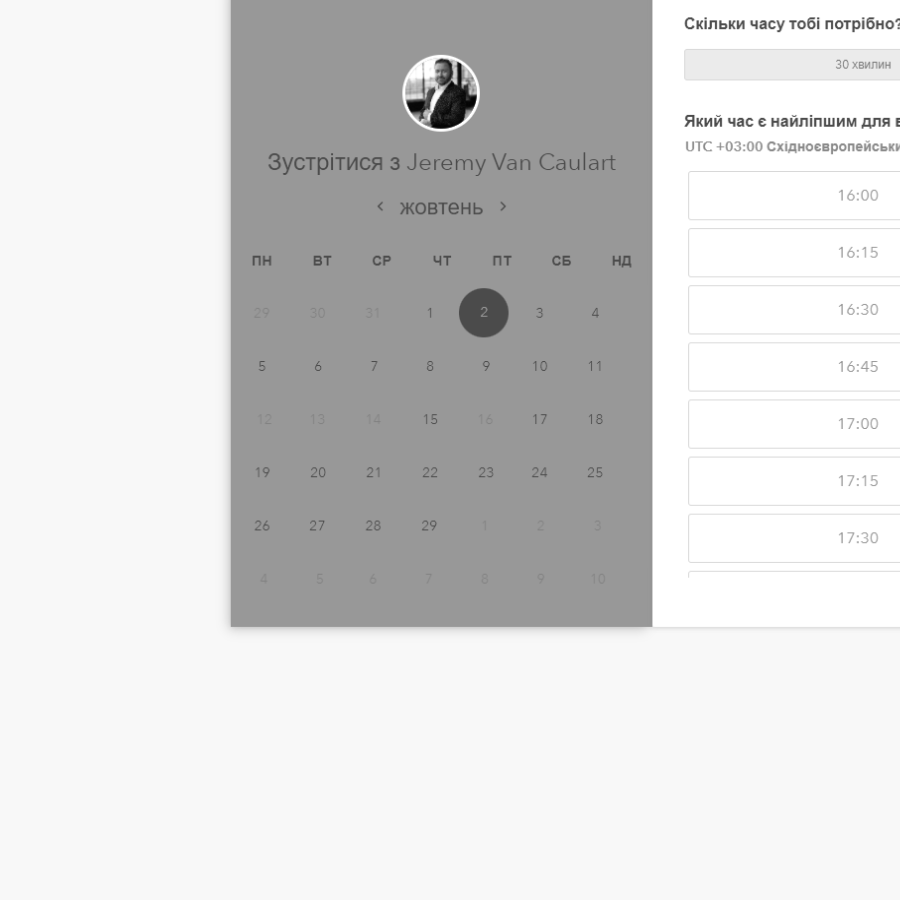 Зустрітися з Jeremy Van Caulart
жовтень
ПН ВТ СР ЧТ ПТ СБ НД
29 30 31 1 2 3 4
5 6 7 8 9 10 11
12 13 14 15 16 17 18
19 20 21 22 23 24 25
26 27 28 29 1 2 3
4 5 6 7 8 9 10
Скільки часу тобі потрібно?
30 хвилин
Який час є найліпшим для в
UTC +03:00 Східноєвропейськи
16:00
16:15
16:30
16:45
17:00
17:15
17:30